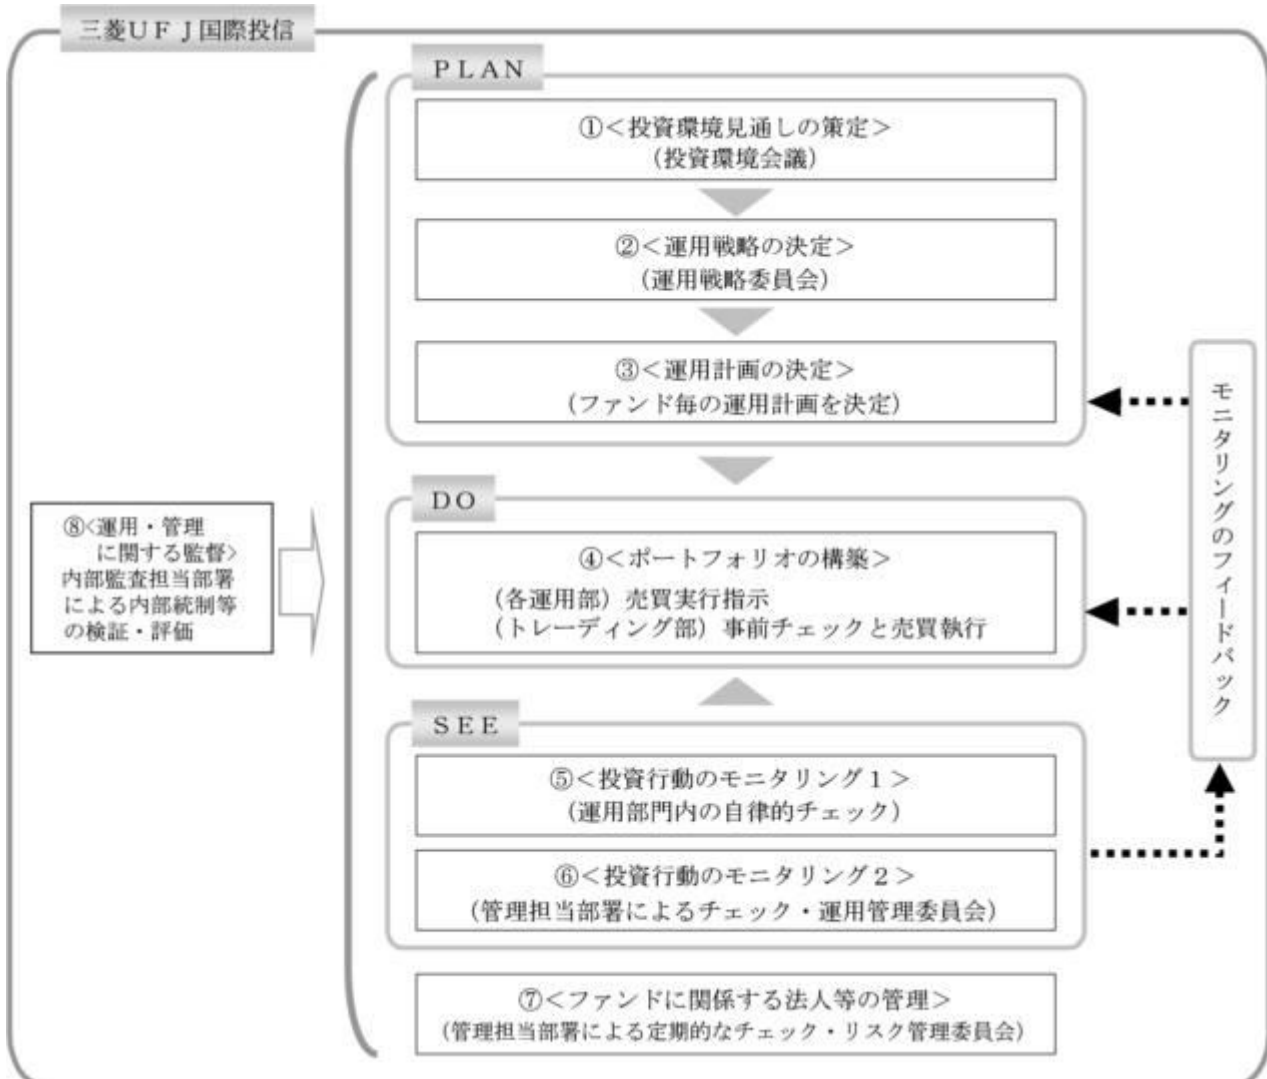 三菱ＵＦＪ国際投信
ＰＬＡＮ
①＜投資環境見通しの策定＞
（投資環境会議）
②＜運用戦略の決定＞
（運用戦略委員会）
③＜運用計画の決定＞
（ファンド毎の運用計画を決定）
ＤＯ
④＜ポートフォリオの構築＞
（各運用部）売買実行指示
（トレーディング部）事前チェックと売買執行
ＳＥＥ
⑤＜投資行動のモニタリング１＞
（運用部門内の自律的チェック）
⑥＜投資行動のモニタリング２＞
（管理担当部署によるチェック・運用管理委員会）
⑦＜ファンドに関係する法人等の管理＞
（管理担当部署による定期的なチェック・リスク管理委員会）
⑧<運用・管理
に関する監督>
内部監査担当部署
による内部統制等
の検証・評価
モニタリングのフィードバック